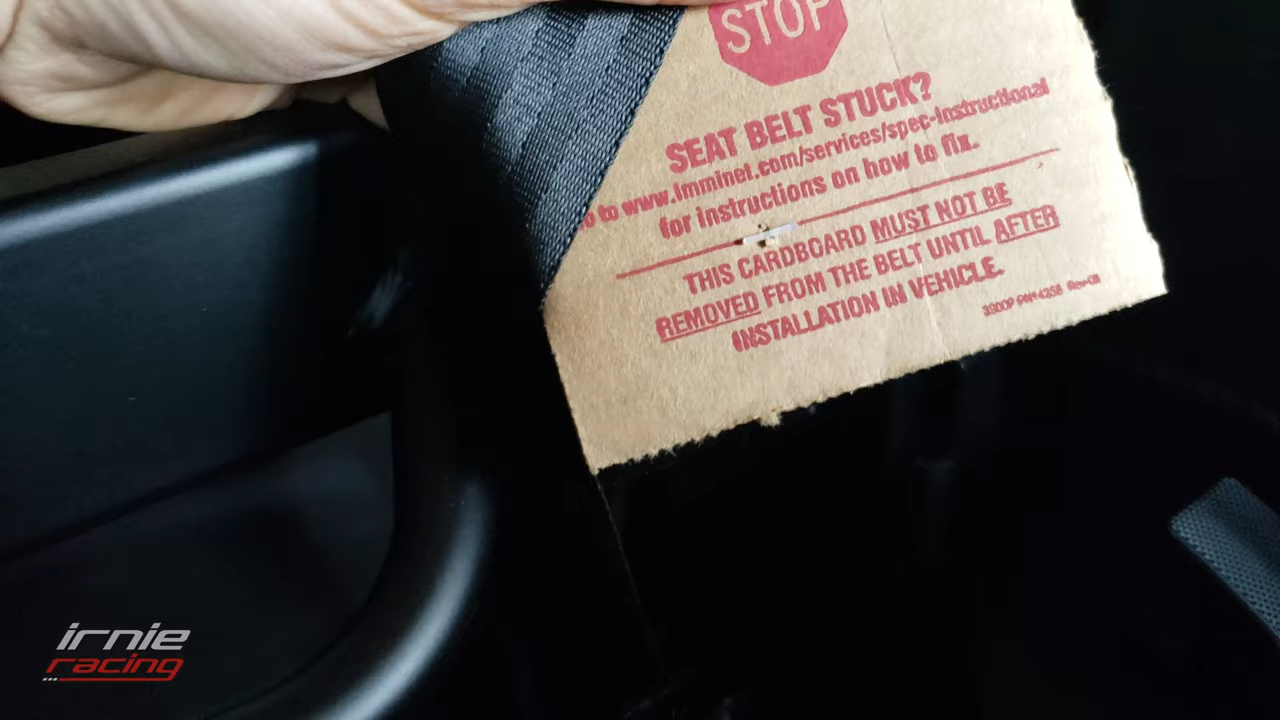 STOP
SEAT BELT STUCK?
to www.imminet.com/services/spec-instructional
for instructions on how to fix.
THIS CARDBOARD MUST NOT BE
REMOVED FROM THE BELT UNTIL AFTER
INSTALLATION IN VEHICLE.
irnie
racing